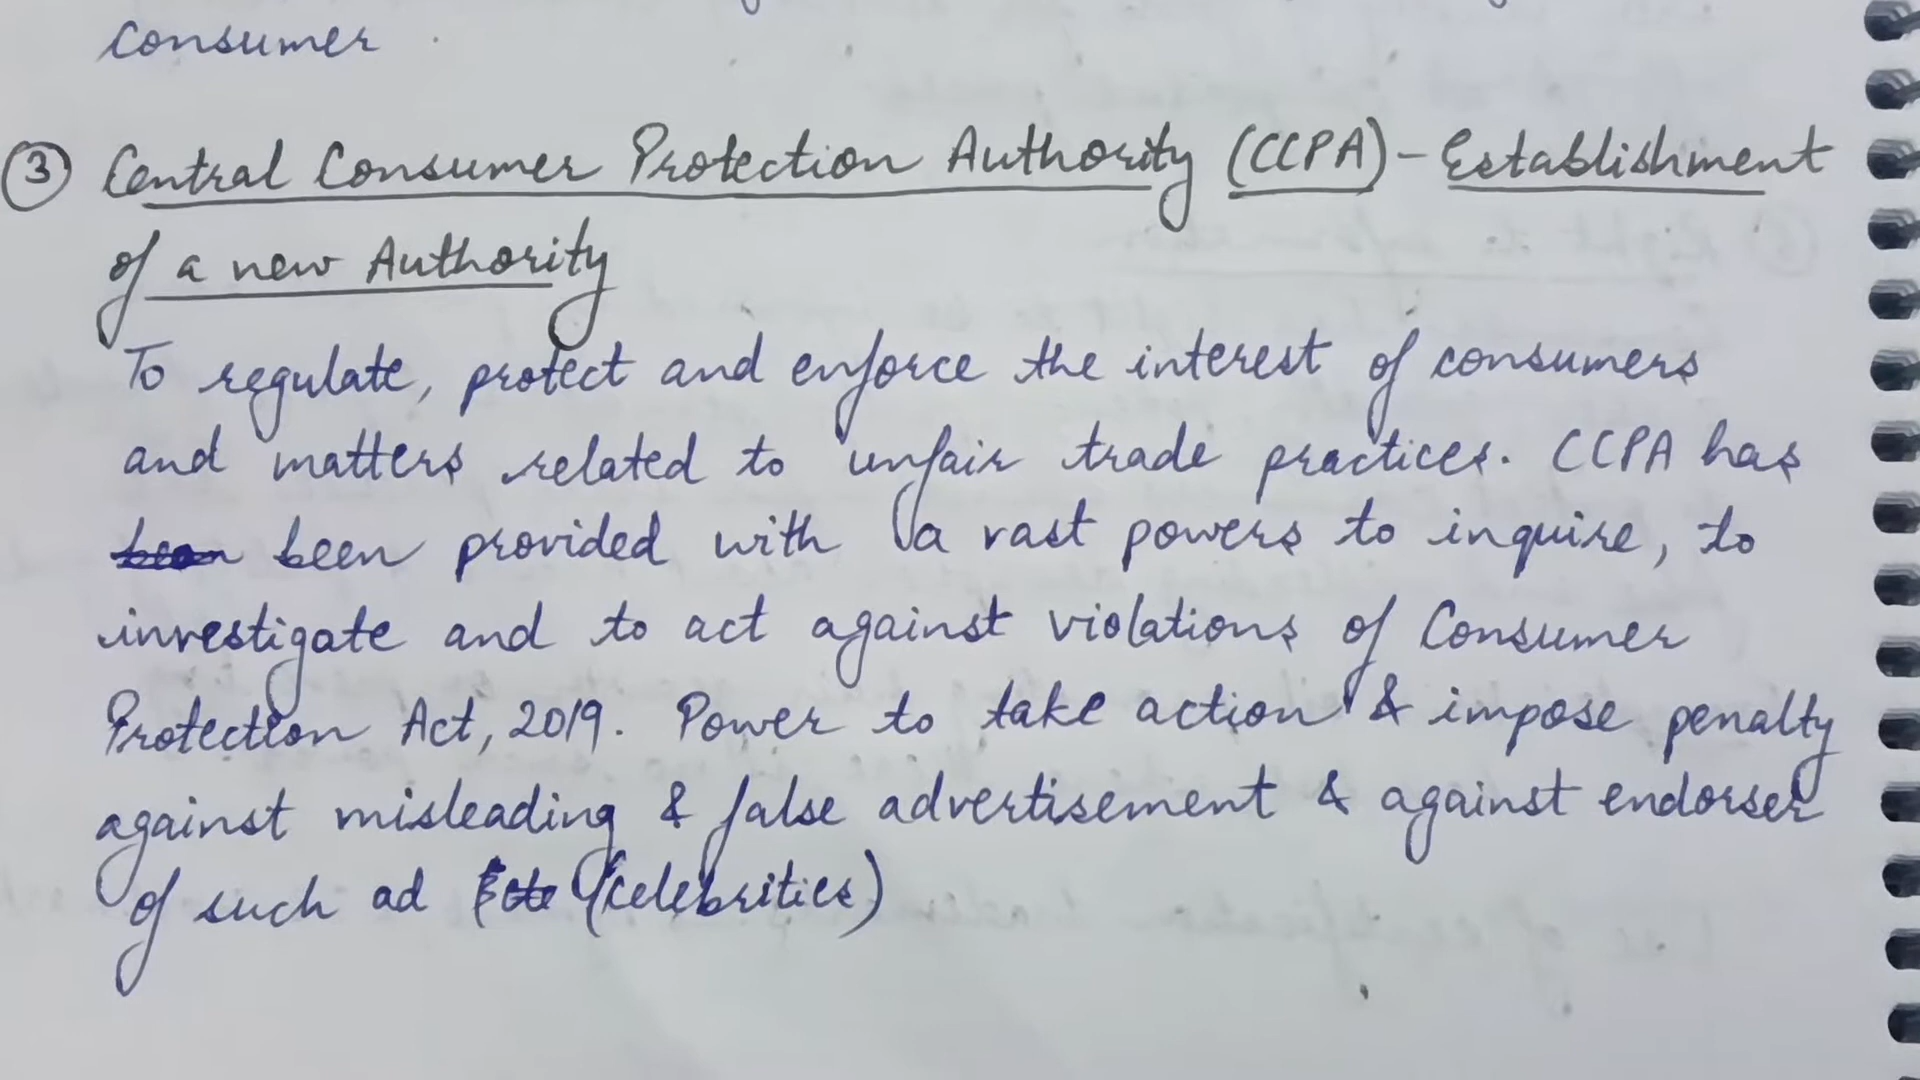 consumer
③ Central Consumer Protection Authority (CCPA) - Establishment
of a new Authority
To regulate, protect and enforce the interest of consumers
and matters related to unfair trade practices. CCPA has
been provided with a vast powers to inquire, to
investigate and to act against violations of Consumer
Protection Act, 2019. Power to take action & impose penalty
against misleading & false advertisement & against endorser
of such ad (celebrities)